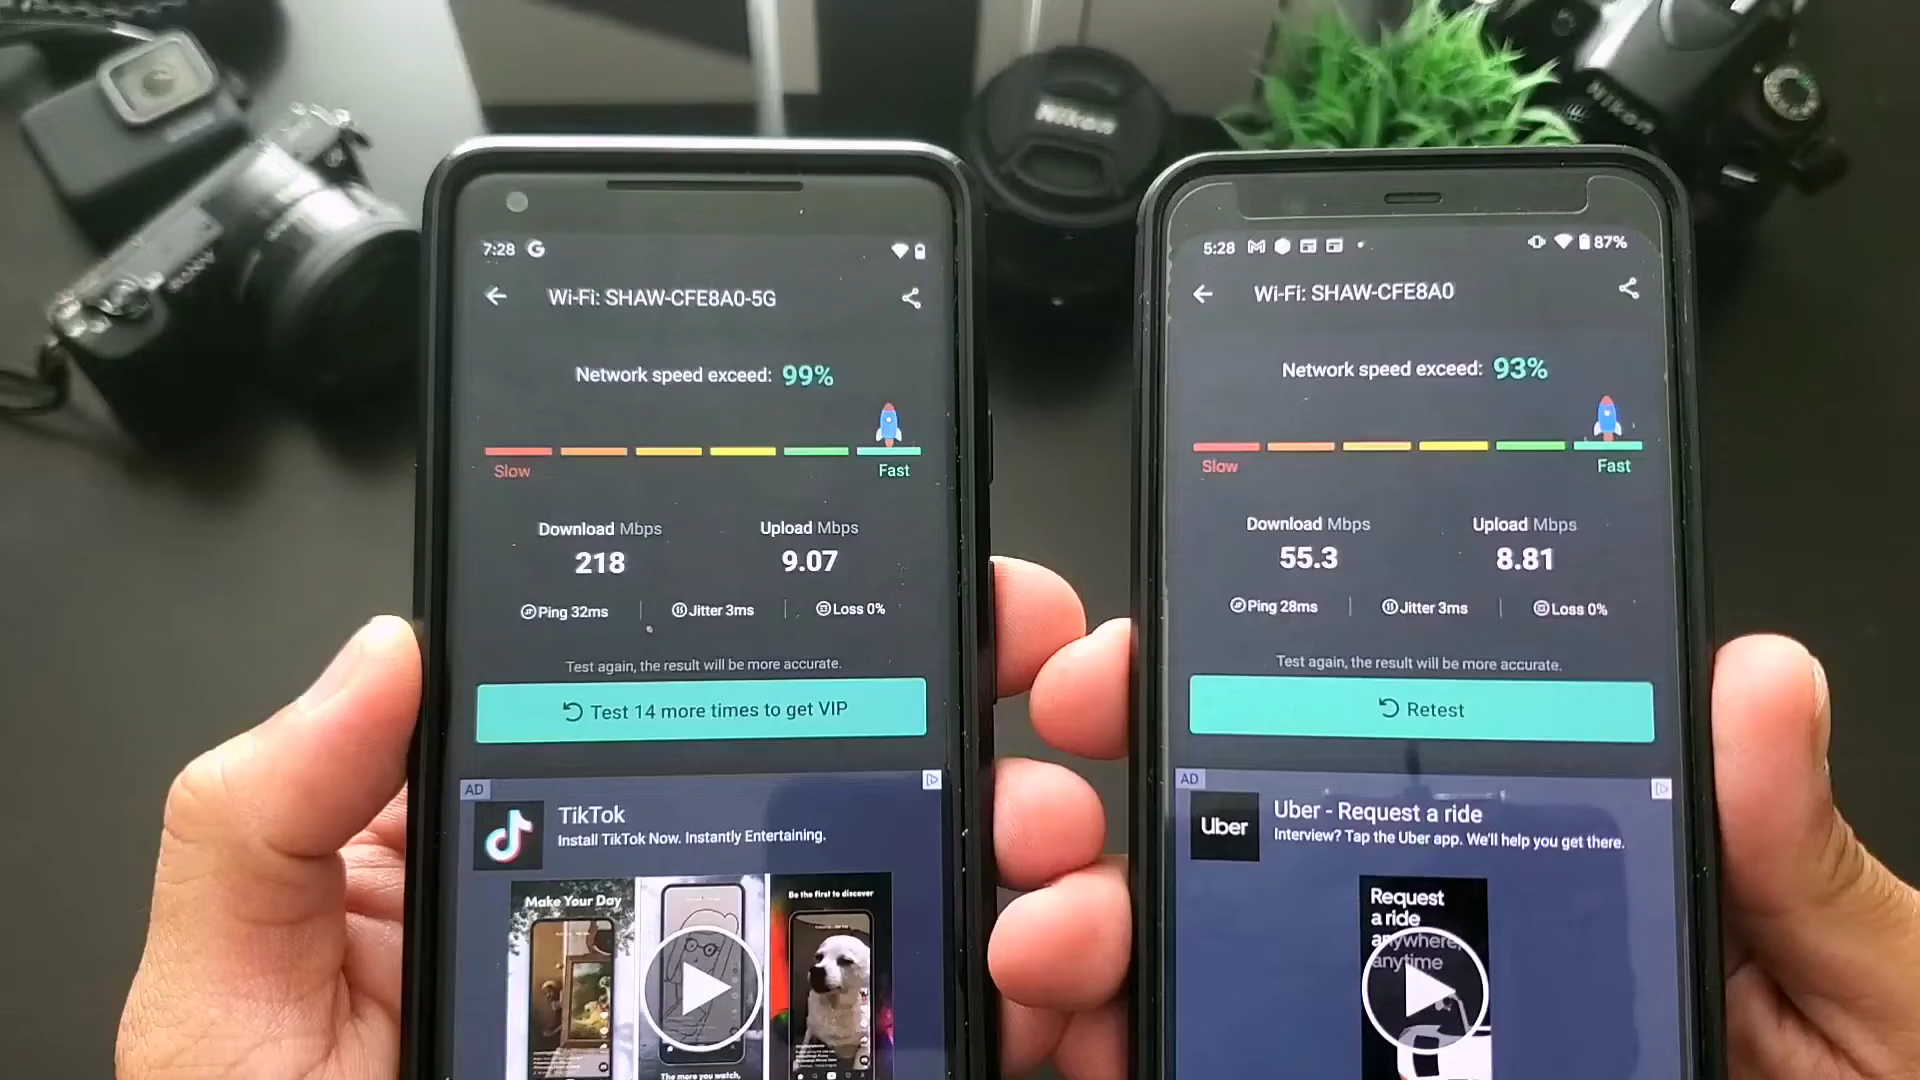 Nikon
Nikon
SONY
7:28
Wi-Fi: SHAW-CFE8A0-5G
Network speed exceed: 99%
Slow
Fast
Download Mbps
Upload Mbps
218
9.07
Ping 32ms
Jitter 3ms
Loss 0%
Test again, the result will be more accurate.
Test 14 more times to get VIP
AD
TikTok
Install TikTok Now. Instantly Entertaining.
Make Your Day
Be the first to discover
The more you watch,
5:28
87%
Wi-Fi: SHAW-CFE8A0
Network speed exceed: 93%
Slow
Fast
Download Mbps
Upload Mbps
55.3
8.81
Ping 28ms
Jitter 3ms
Loss 0%
Test again, the result will be more accurate.
Retest
AD
Uber
Uber - Request a ride
Interview? Tap the Uber app. We'll help you get there.
Request
a ride
anywhere,
anytime